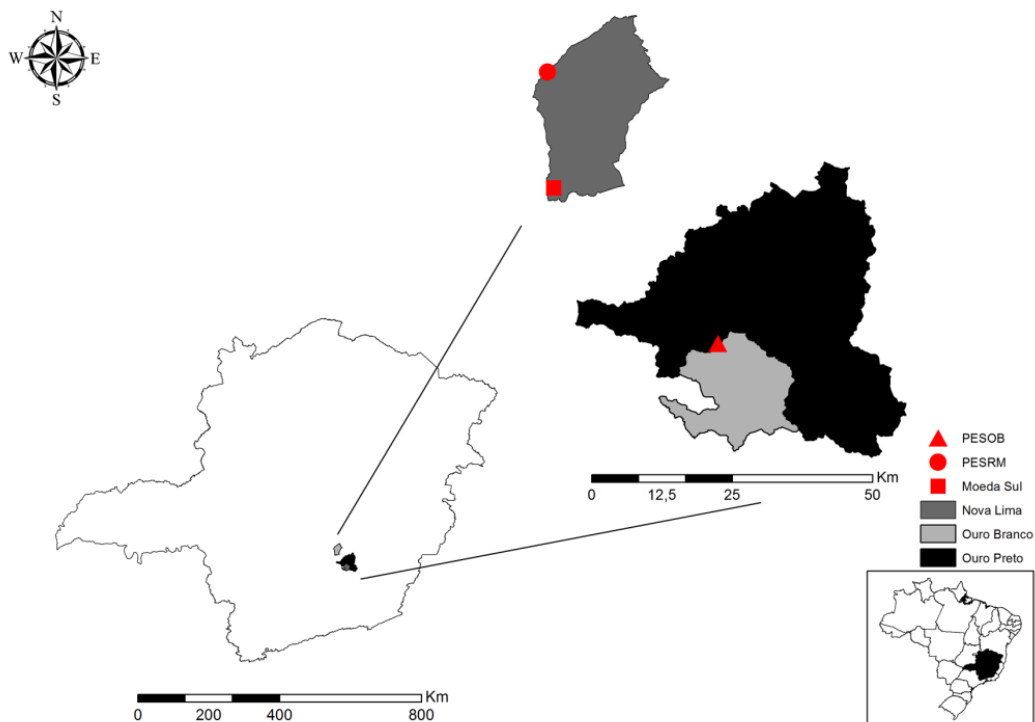 N
W E
S
PESOB
PESRM
Moeda Sul
Nova Lima
Ouro Branco
Ouro Preto
Km
0 12,5 25 50
Km
0 200 400 800